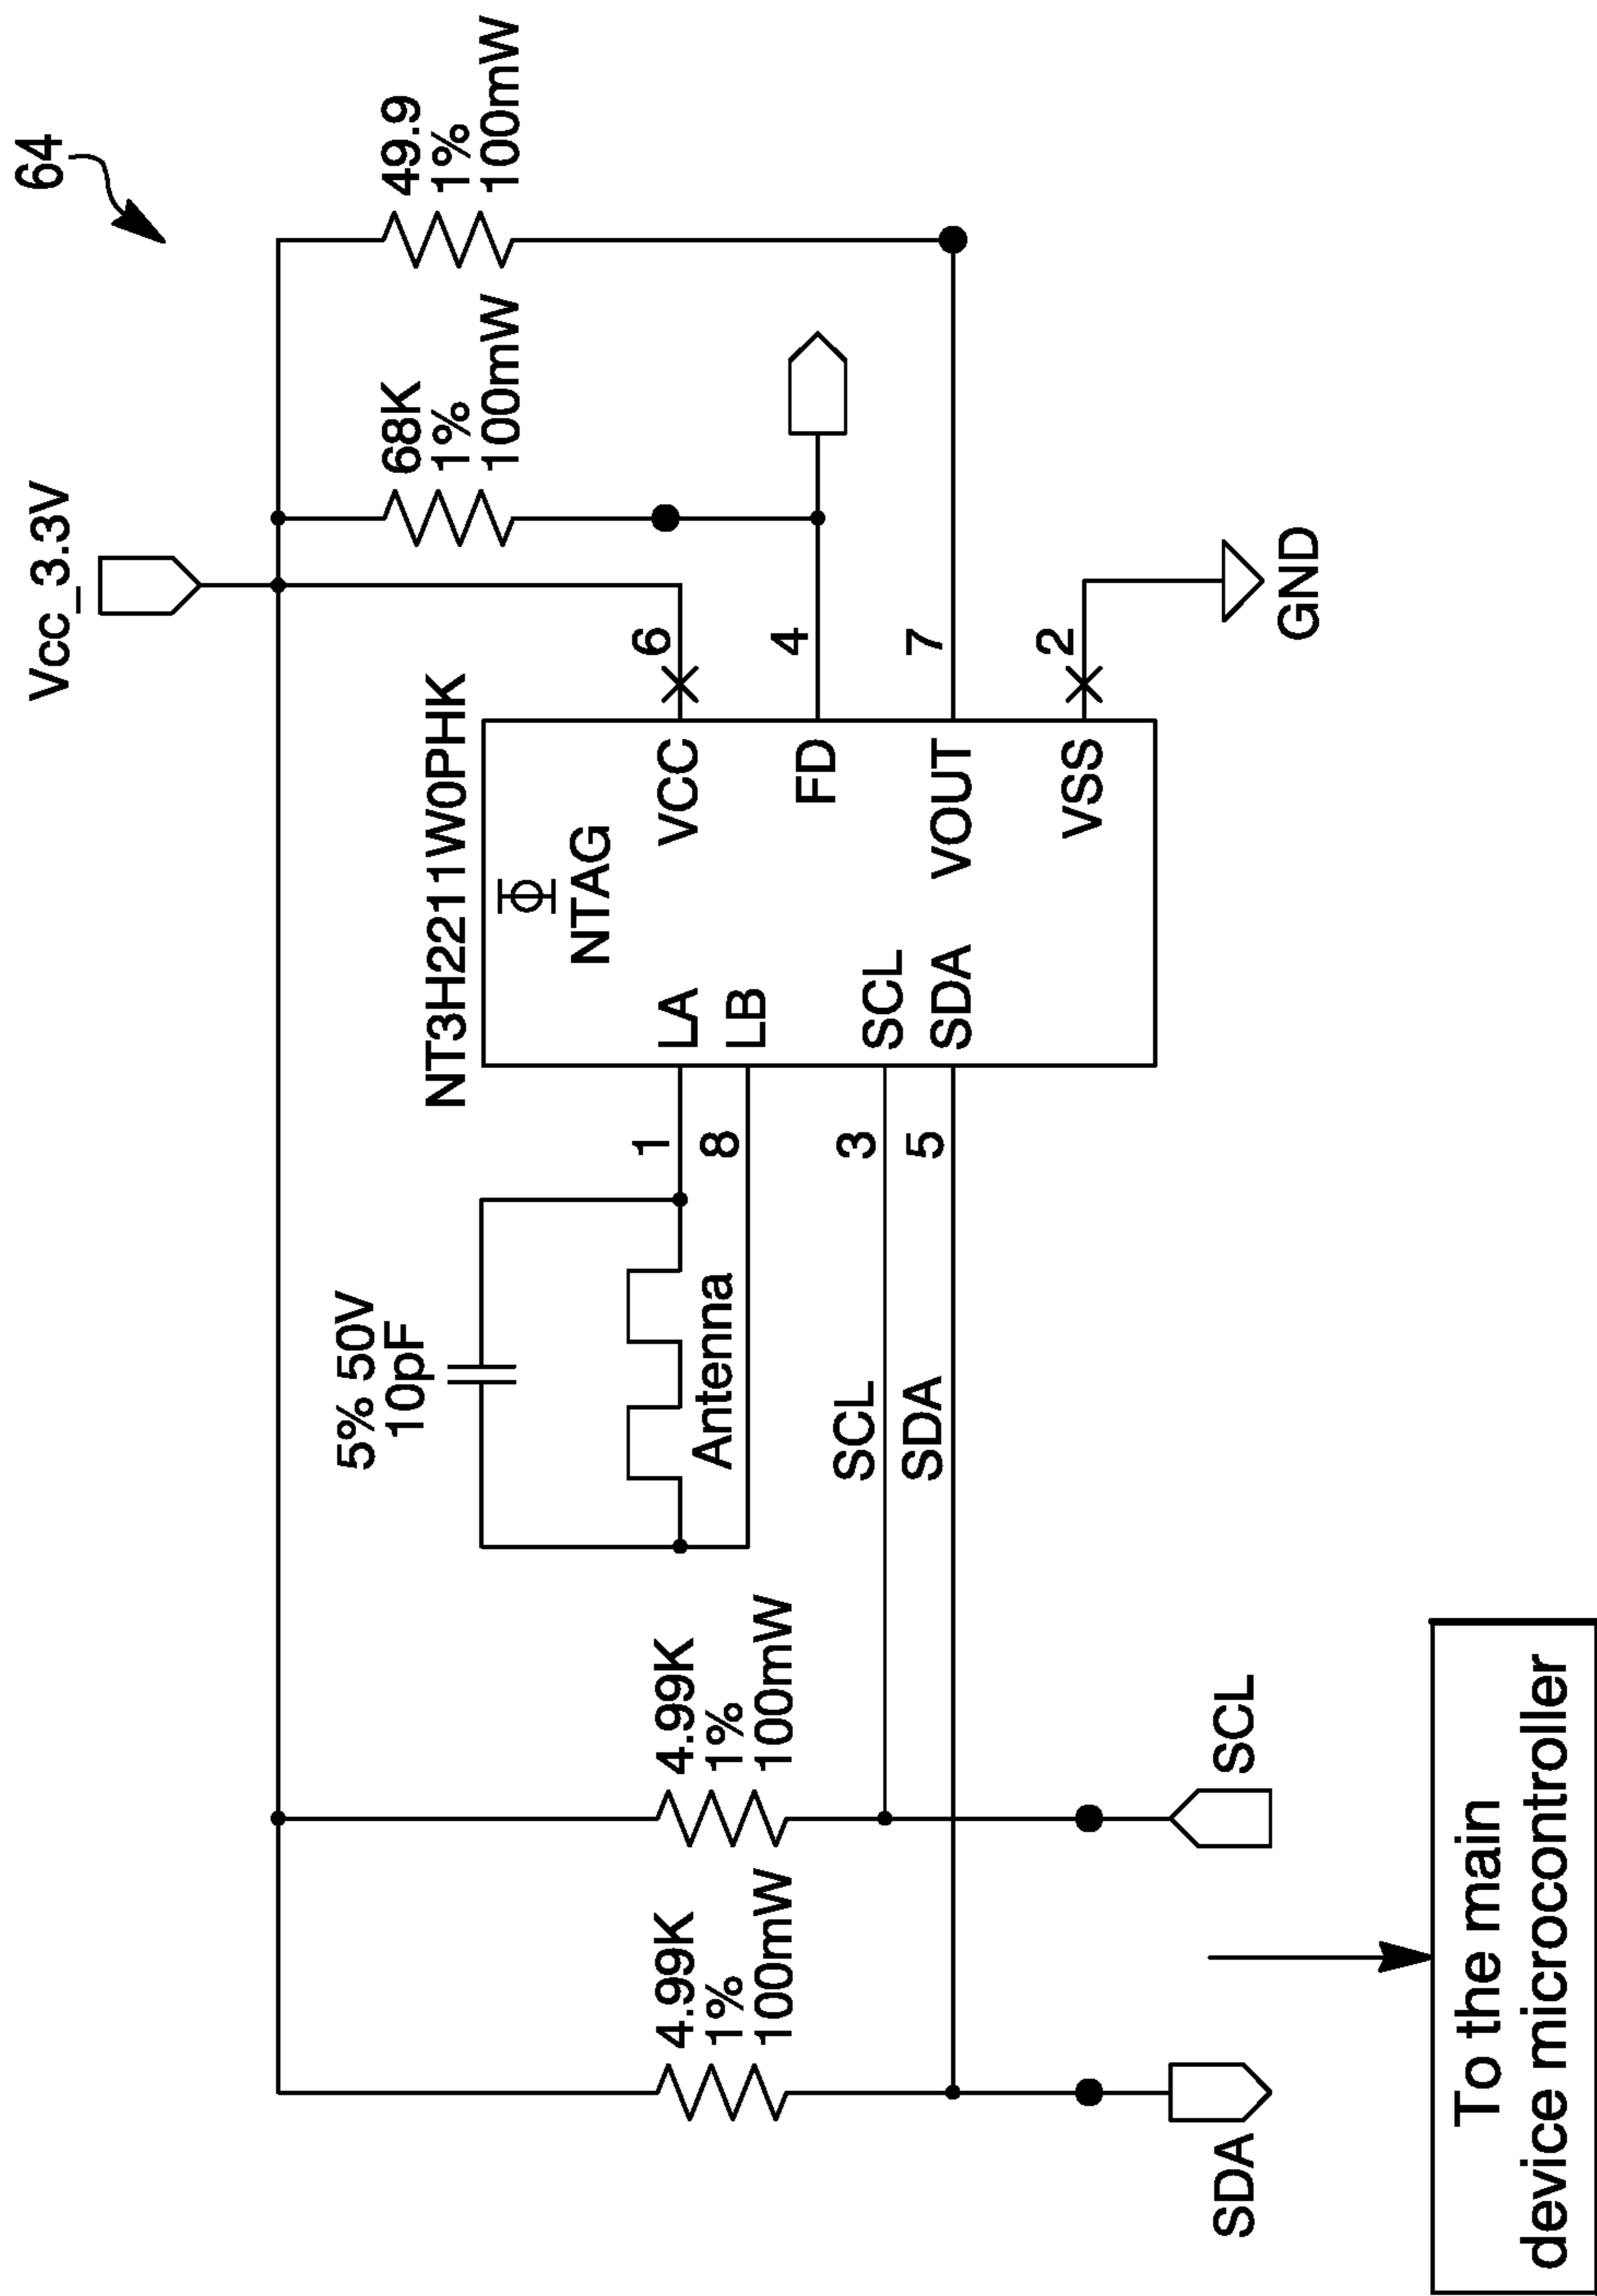 64
Vcc_3.3V
68K
1%
100mW
49.9
1%
100mW
5% 50V
10pF
Antenna
NT3H2211W0PHK
NTAG
LA
LB
SCL
SDA
VCC
FD
VOUT
VSS
1
8
3
5
6
4
7
2
GND
4.99K
1%
100mW
4.99K
1%
100mW
SCL
SDA
SDA
SCL
To the main
device microcontroller